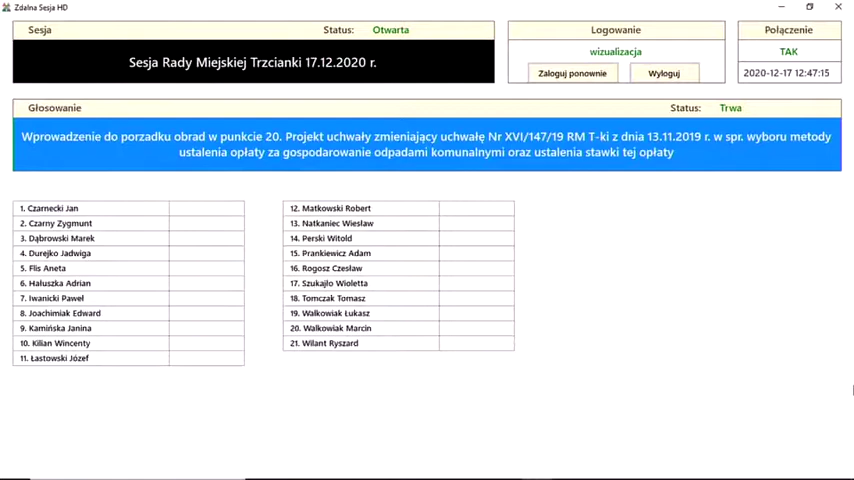 Zdalna Sesja HD
Sesja
Status: Otwarta
Sesja Rady Miejskiej Trzcianki 17.12.2020 r.
Logowanie
wizualizacja
Zaloguj ponownie
Wyloguj
Połączenie
TAK
2020-12-17 12:47:15
Głosowanie
Status: Trwa
Wprowadzenie do porzadku obrad w punkcie 20. Projekt uchwały zmieniający uchwałę Nr XVI/147/19 RM T-ki z dnia 13.11.2019 r. w spr. wyboru metody
ustalenia opłaty za gospodarowanie odpadami komunalnymi oraz ustalenia stawki tej opłaty
1. Czarnecki Jan
2. Czarny Zygmunt
3. Dąbrowski Marek
4. Durejko Jadwiga
5. Flis Aneta
6. Hałuszka Adrian
7. Iwanicki Paweł
8. Joachimiak Edward
9. Kamińska Janina
10. Kilian Wincenty
11. Łastowski Józef
12. Matkowski Robert
13. Natkaniec Wiesław
14. Perski Witold
15. Prankiewicz Adam
16. Rogosz Czesław
17. Szukajło Wioletta
18. Tomczak Tomasz
19. Walkowiak Łukasz
20. Walkowiak Marcin
21. Wilant Ryszard